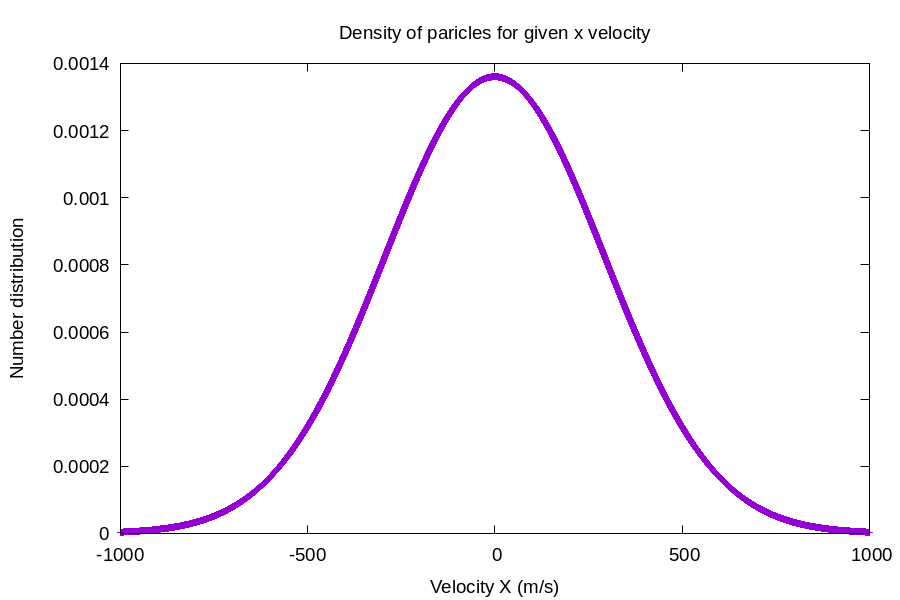 Density of paricles for given x velocity
0.0014
0.0012
0.001
0.0008
0.0006
0.0004
0.0002
0
Number distribution
-1000 -500 0 500 1000
Velocity X (m/s)